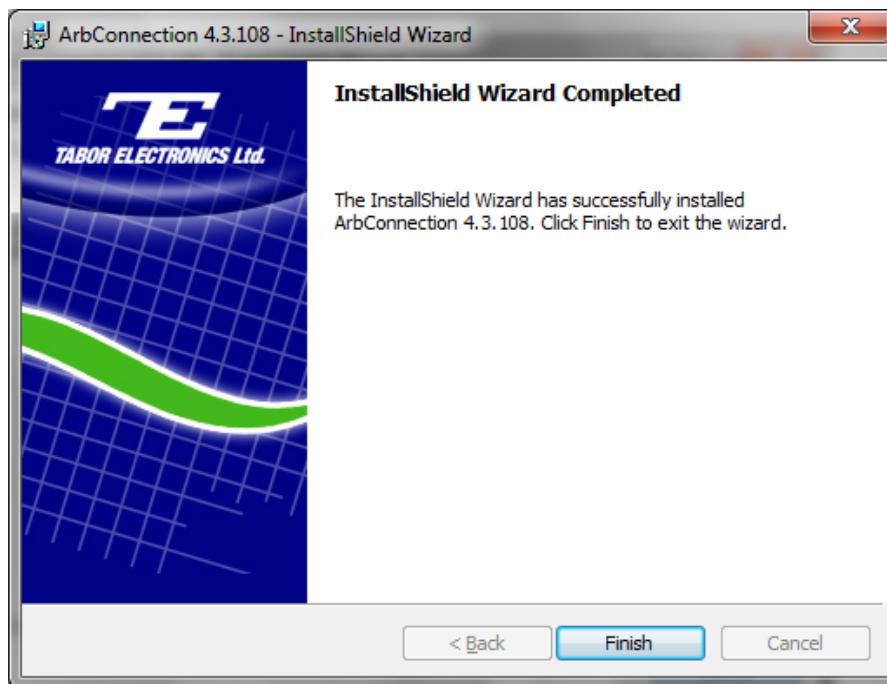 ArbConnection 4.3.108 - InstallShield Wizard
TE
TABOR ELECTRONICS Ltd.
InstallShield Wizard Completed
The InstallShield Wizard has successfully installed
ArbConnection 4.3.108. Click Finish to exit the wizard.
< Back
Finish
Cancel